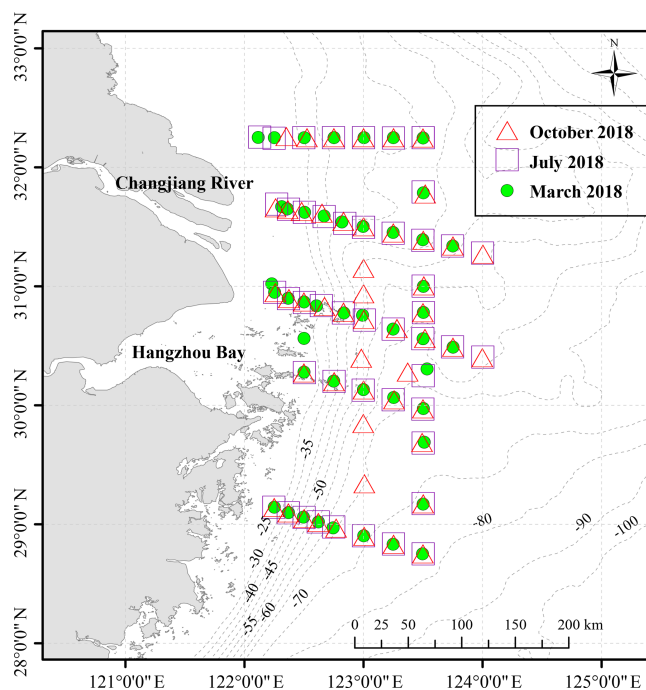 33°0'0" N
32°0'0" N
31°0'0" N
30°0'0" N
29°0'0" N
28°0'0" N
N
October 2018
July 2018
March 2018
Changjiang River
Hangzhou Bay
-35
-50
-25
-30
-45
-40
-60
-55
-70
-80
-90
-100
0 25 50 100 150 200 km
121°0'0" E
122°0'0" E
123°0'0" E
124°0'0" E
125°0'0" E